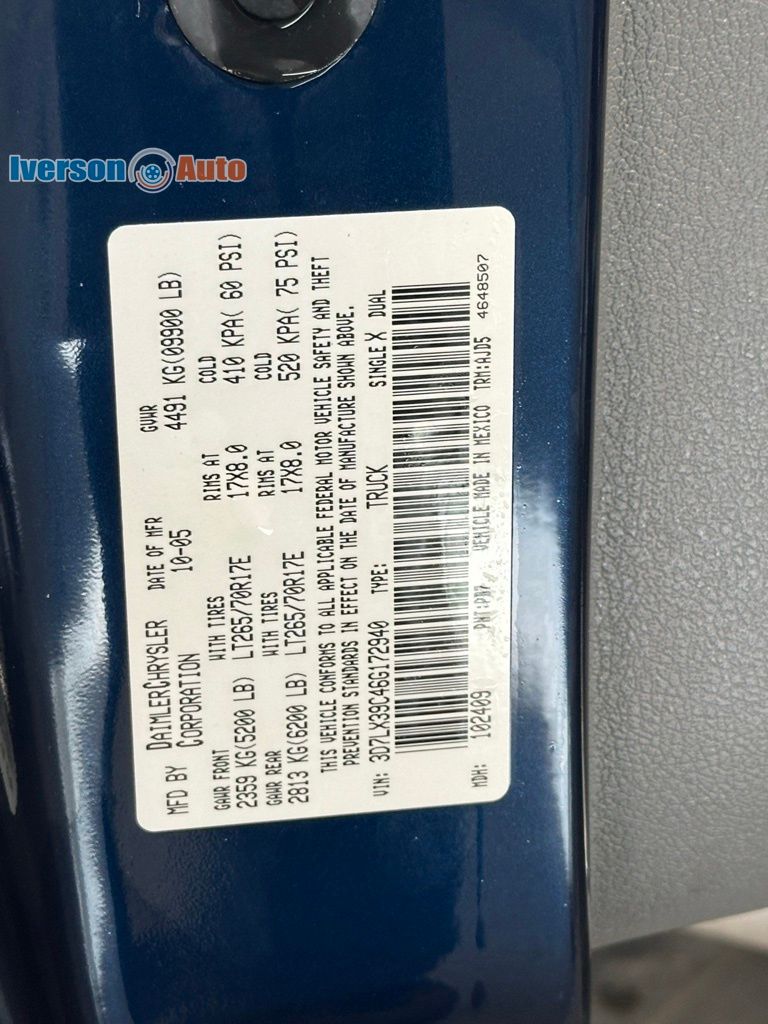 Iverson Auto
MFD BY DAIMLERCHRYSLER CORPORATION DATE OF MFR 10-05 GVWR 4491 KG(09900 LB)
GAWR FRONT WITH TIRES RIMS AT COLD
2359 KG(5200 LB) LT265/70R17E 17X8.0 410 KPA( 60 PSI)
GAWR REAR WITH TIRES RIMS AT COLD
2813 KG(6200 LB) LT265/70R17E 17X8.0 520 KPA( 75 PSI)
THIS VEHICLE CONFORMS TO ALL APPLICABLE FEDERAL MOTOR VEHICLE SAFETY AND THEFT
PREVENTION STANDARDS IN EFFECT ON THE DATE OF MANUFACTURE SHOWN ABOVE.
VIN: 3D7LX39C46G172940 TYPE: TRUCK SINGLE X DUAL
MDH: 102409 PNT:PB7 VEHICLE MADE IN MEXICO TRM:AJD5 4648507